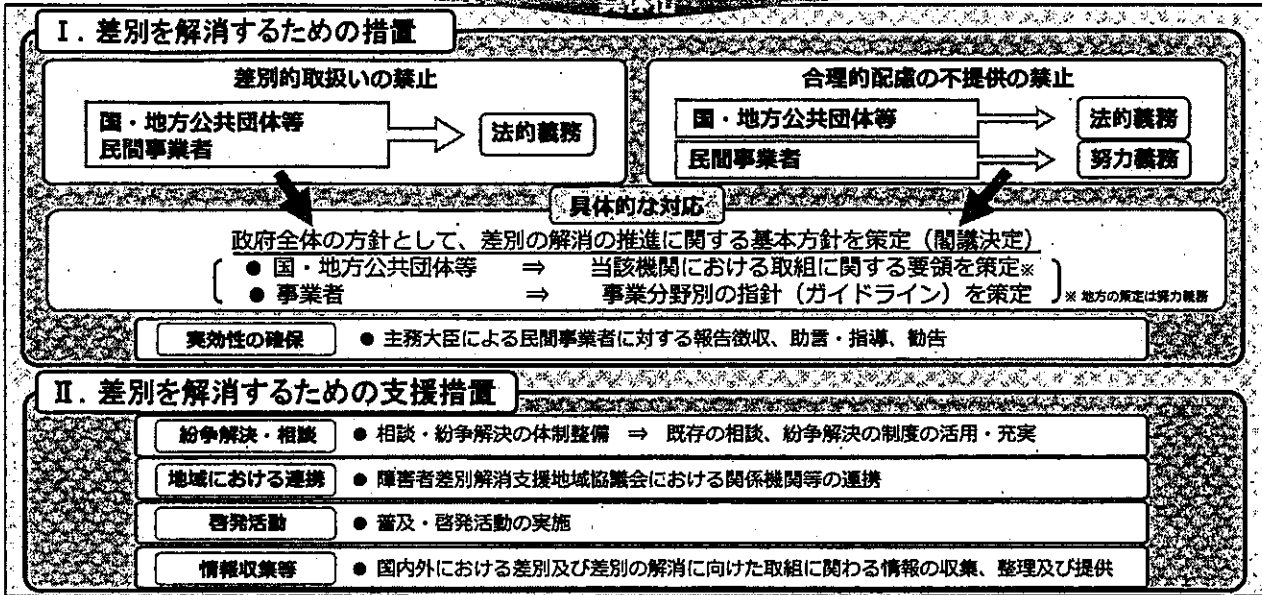 Ⅰ. 差別を解消するための措置
差別的取扱いの禁止
国・地方公共団体等
民間事業者
法的義務
合理的配慮の不提供の禁止
国・地方公共団体等
法的義務
民間事業者
努力義務
具体的な対応
政府全体の方針として、差別の解消の推進に関する基本方針を策定（閣議決定）
● 国・地方公共団体等 ⇒ 当該機関における取組に関する要領を策定※
● 事業者 ⇒ 事業分野別の指針（ガイドライン）を策定
※ 地方の策定は努力義務
実効性の確保
● 主務大臣による民間事業者に対する報告徴収、助言・指導、勧告
Ⅱ. 差別を解消するための支援措置
紛争解決・相談
● 相談・紛争解決の体制整備 ⇒ 既存の相談、紛争解決の制度の活用・充実
地域における連携
● 障害者差別解消支援地域協議会における関係機関等の連携
啓発活動
● 普及・啓発活動の実施
情報収集等
● 国内外における差別及び差別の解消に向けた取組に関わる情報の収集、整理及び提供